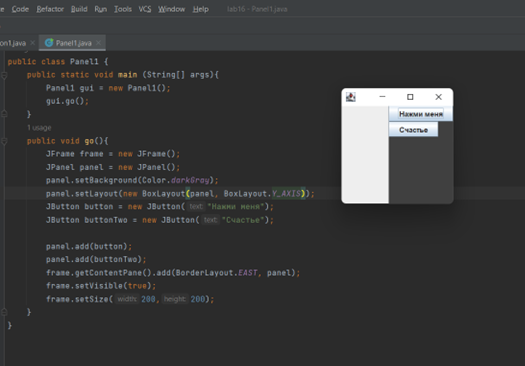 e Code Refactor Build Run Tools VCS Window Help lab16 - Panel1.java
on1.java × Panel1.java ×
public class Panel1 {
public static void main (String[] args){
Panel1 gui = new Panel1();
gui.go();
}
1 usage
public void go(){
JFrame frame = new JFrame();
JPanel panel = new JPanel();
panel.setBackground(Color.darkGray);
panel.setLayout(new BoxLayout(panel, BoxLayout.Y_AXIS));
JButton button = new JButton( text: "Нажми меня");
JButton buttonTwo = new JButton( text: "Счастье");
panel.add(button);
panel.add(buttonTwo);
frame.getContentPane().add(BorderLayout.EAST, panel);
frame.setVisible(true);
frame.setSize( width: 200, height: 200);
}
}
Нажми меня
Счастье